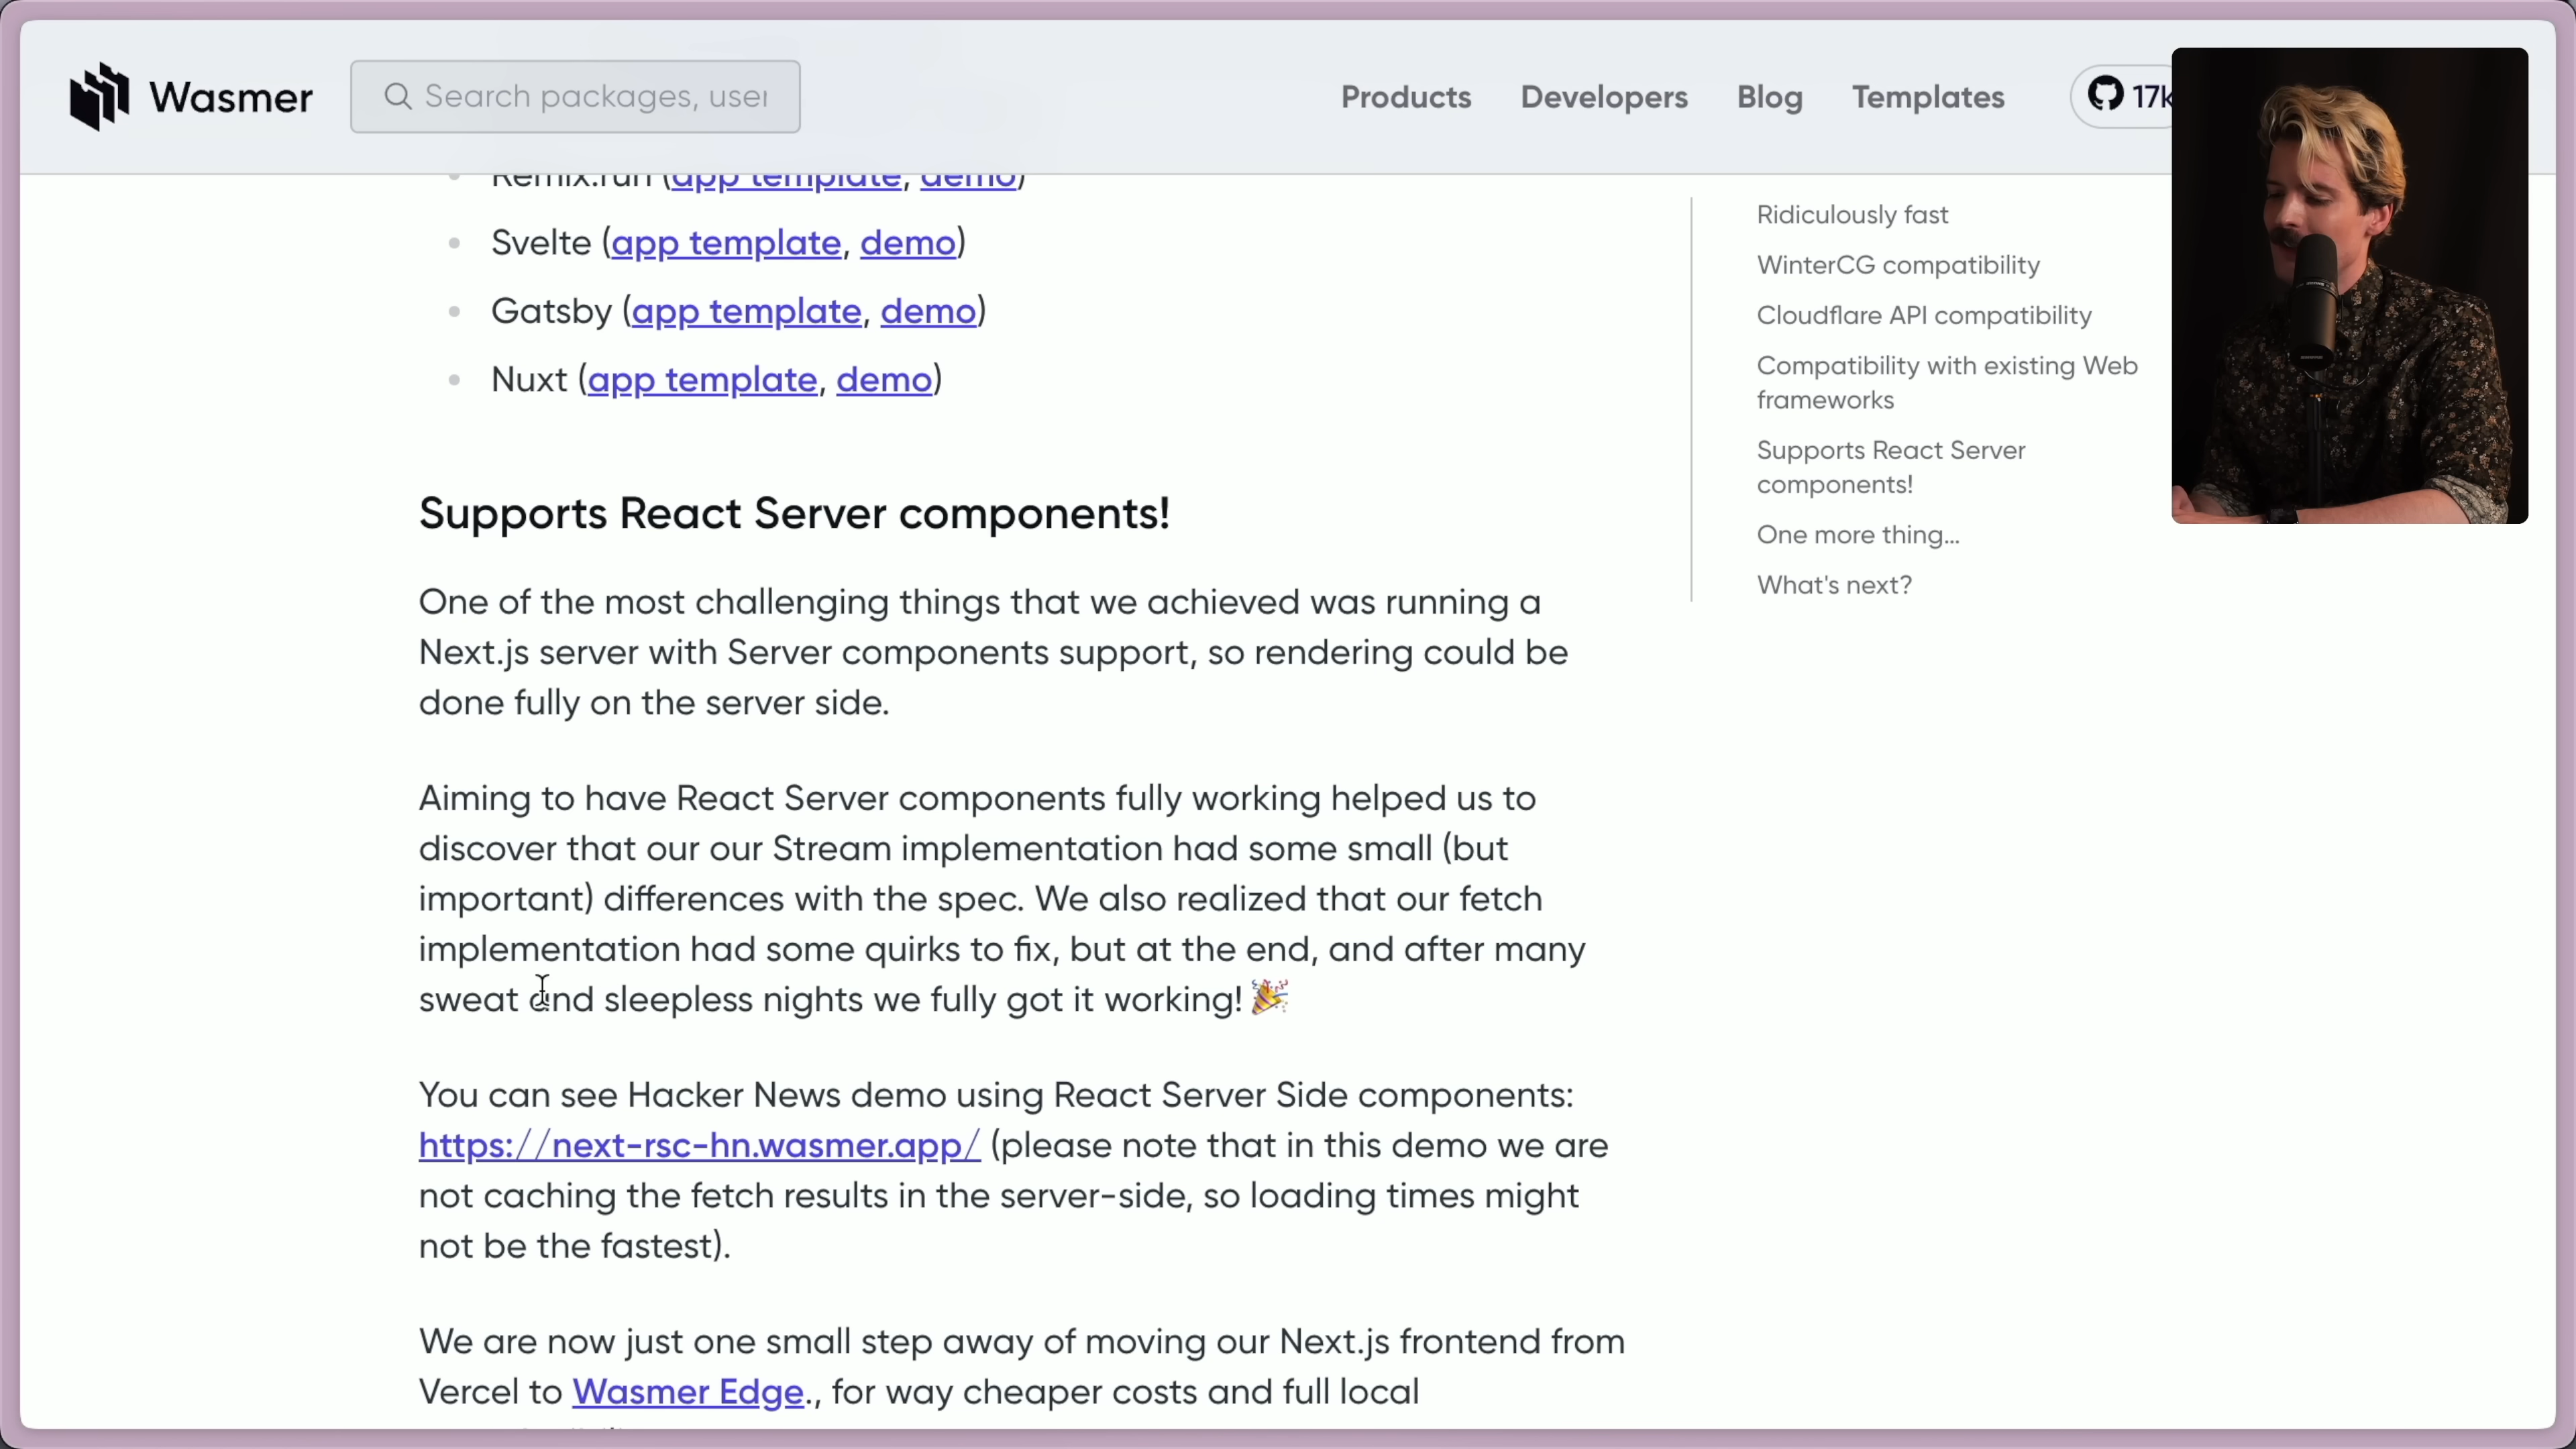 Wasmer
Search packages, user
Products
Developers
Blog
Templates
17k
Remix.run (app template, demo)
• Svelte (app template, demo)
• Gatsby (app template, demo)
• Nuxt (app template, demo)
Supports React Server components!
One of the most challenging things that we achieved was running a
Next.js server with Server components support, so rendering could be
done fully on the server side.
Aiming to have React Server components fully working helped us to
discover that our our Stream implementation had some small (but
important) differences with the spec. We also realized that our fetch
implementation had some quirks to fix, but at the end, and after many
sweat and sleepless nights we fully got it working! 🎉
You can see Hacker News demo using React Server Side components:
https://next-rsc-hn.wasmer.app/ (please note that in this demo we are
not caching the fetch results in the server-side, so loading times might
not be the fastest).
We are now just one small step away of moving our Next.js frontend from
Vercel to Wasmer Edge., for way cheaper costs and full local
Ridiculously fast
WinterCG compatibility
Cloudflare API compatibility
Compatibility with existing Web
frameworks
Supports React Server
components!
One more thing...
What's next?